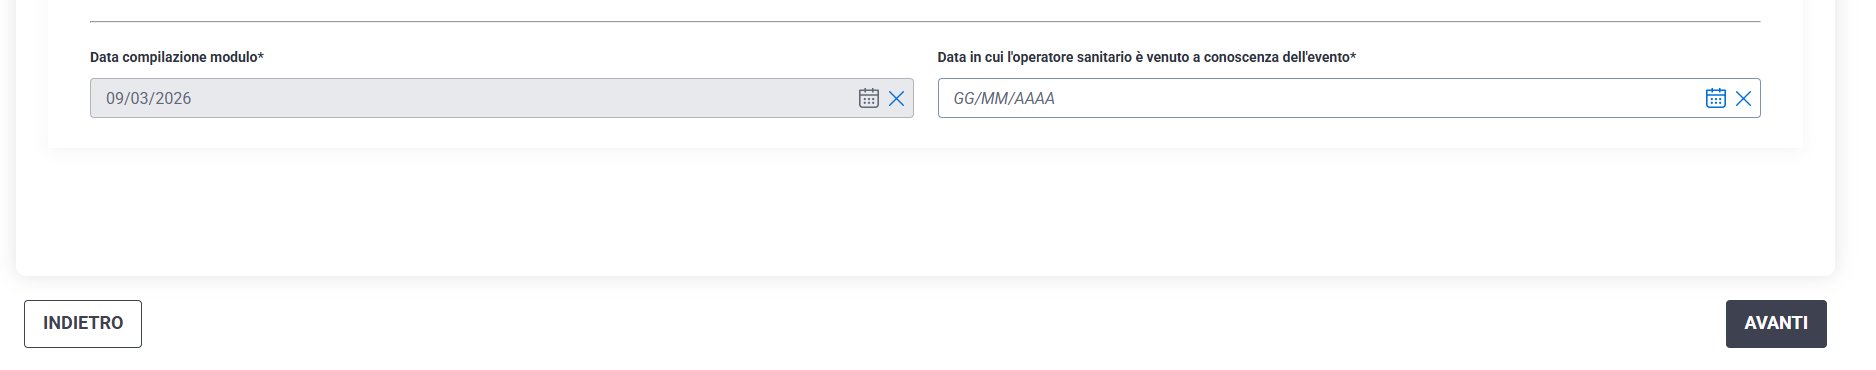 Data compilazione modulo*
Data in cui l'operatore sanitario è venuto a conoscenza dell'evento*
09/03/2026
GG/MM/AAAA
INDIETRO
AVANTI